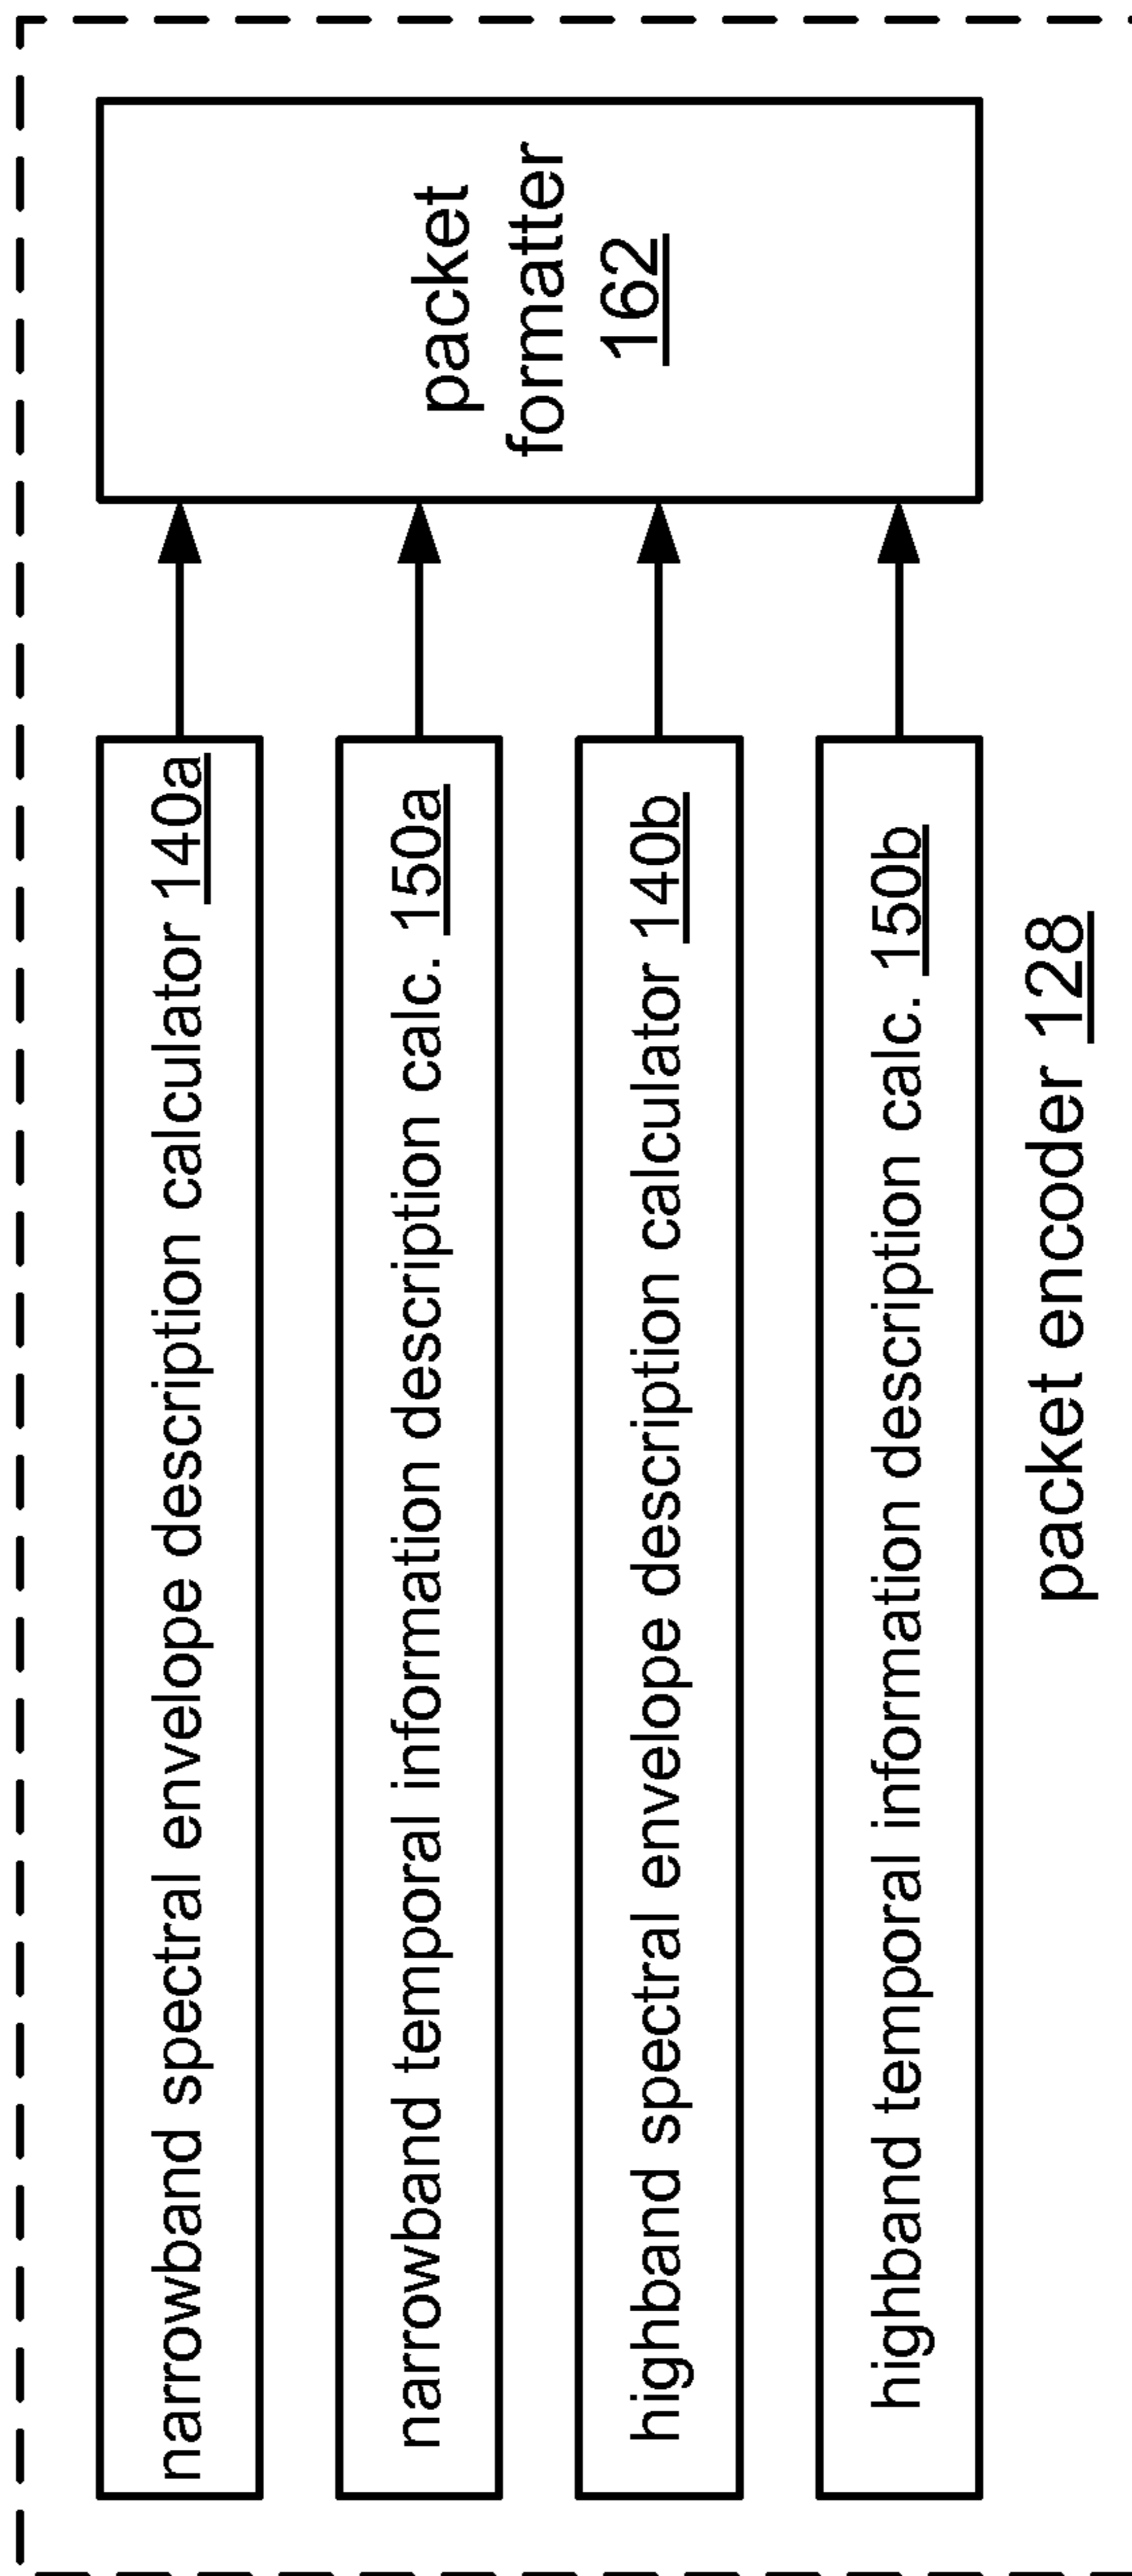 narrowband spectral envelope description calculator 140a
narrowband temporal information description calc. 150a
highband spectral envelope description calculator 140b
highband temporal information description calc. 150b
packet
formatter
162
packet encoder 128